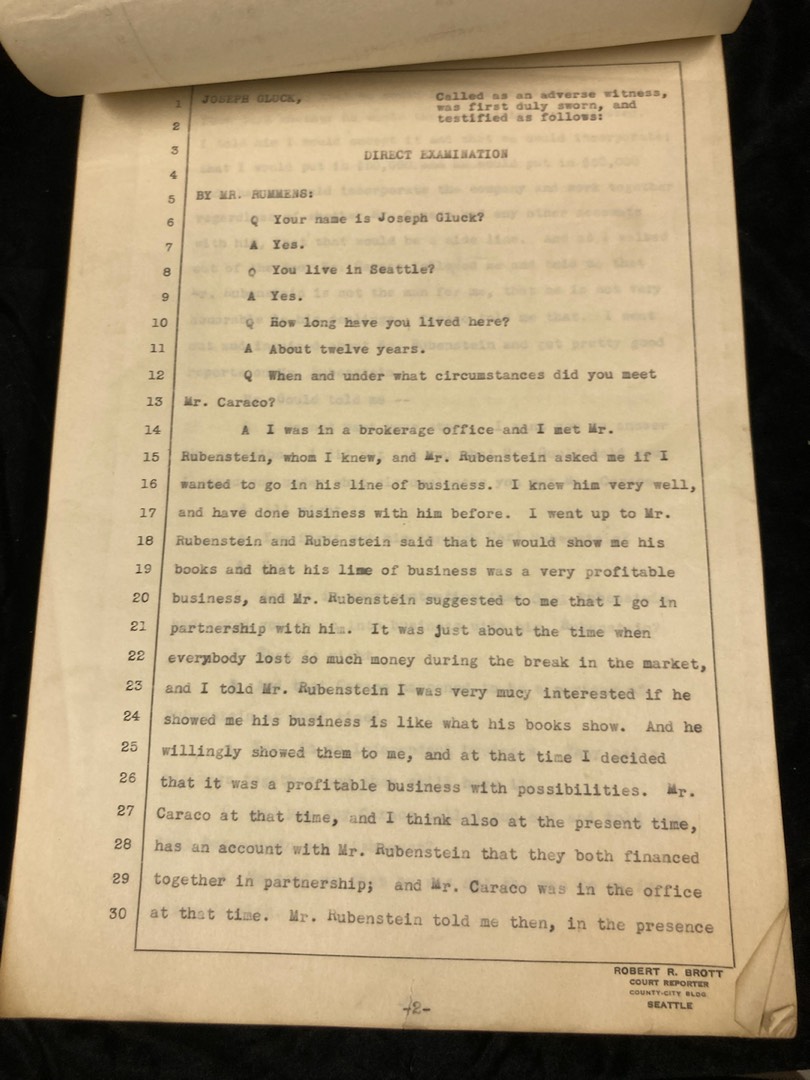 1 JOSEPH GLUCK, Called as an adverse witness,
was first duly sworn, and
2 testified as follows:
3 DIRECT EXAMINATION
4
5 BY MR. RUMMENS:
6 Q Your name is Joseph Gluck?
7 A Yes.
8 Q You live in Seattle?
9 A Yes.
10 Q How long have you lived here?
11 A About twelve years.
12 Q When and under what circumstances did you meet
13 Mr. Caraco?
14 A I was in a brokerage office and I met Mr.
15 Rubenstein, whom I knew, and Mr. Rubenstein asked me if I
16 wanted to go in his line of business. I knew him very well,
17 and have done business with him before. I went up to Mr.
18 Rubenstein and Rubenstein said that he would show me his
19 books and that his line of business was a very profitable
20 business, and Mr. Rubenstein suggested to me that I go in
21 partnership with him. It was just about the time when
22 everybody lost so much money during the break in the market,
23 and I told Mr. Rubenstein I was very mucy interested if he
24 showed me his business is like what his books show. And he
25 willingly showed them to me, and at that time I decided
26 that it was a profitable business with possibilities. Mr.
27 Caraco at that time, and I think also at the present time,
28 has an account with Mr. Rubenstein that they both financed
29 together in partnership; and Mr. Caraco was in the office
30 at that time. Mr. Rubenstein told me then, in the presence
ROBERT R. BROTT
COURT REPORTER
COUNTY-CITY BLDG.
SEATTLE
-2-